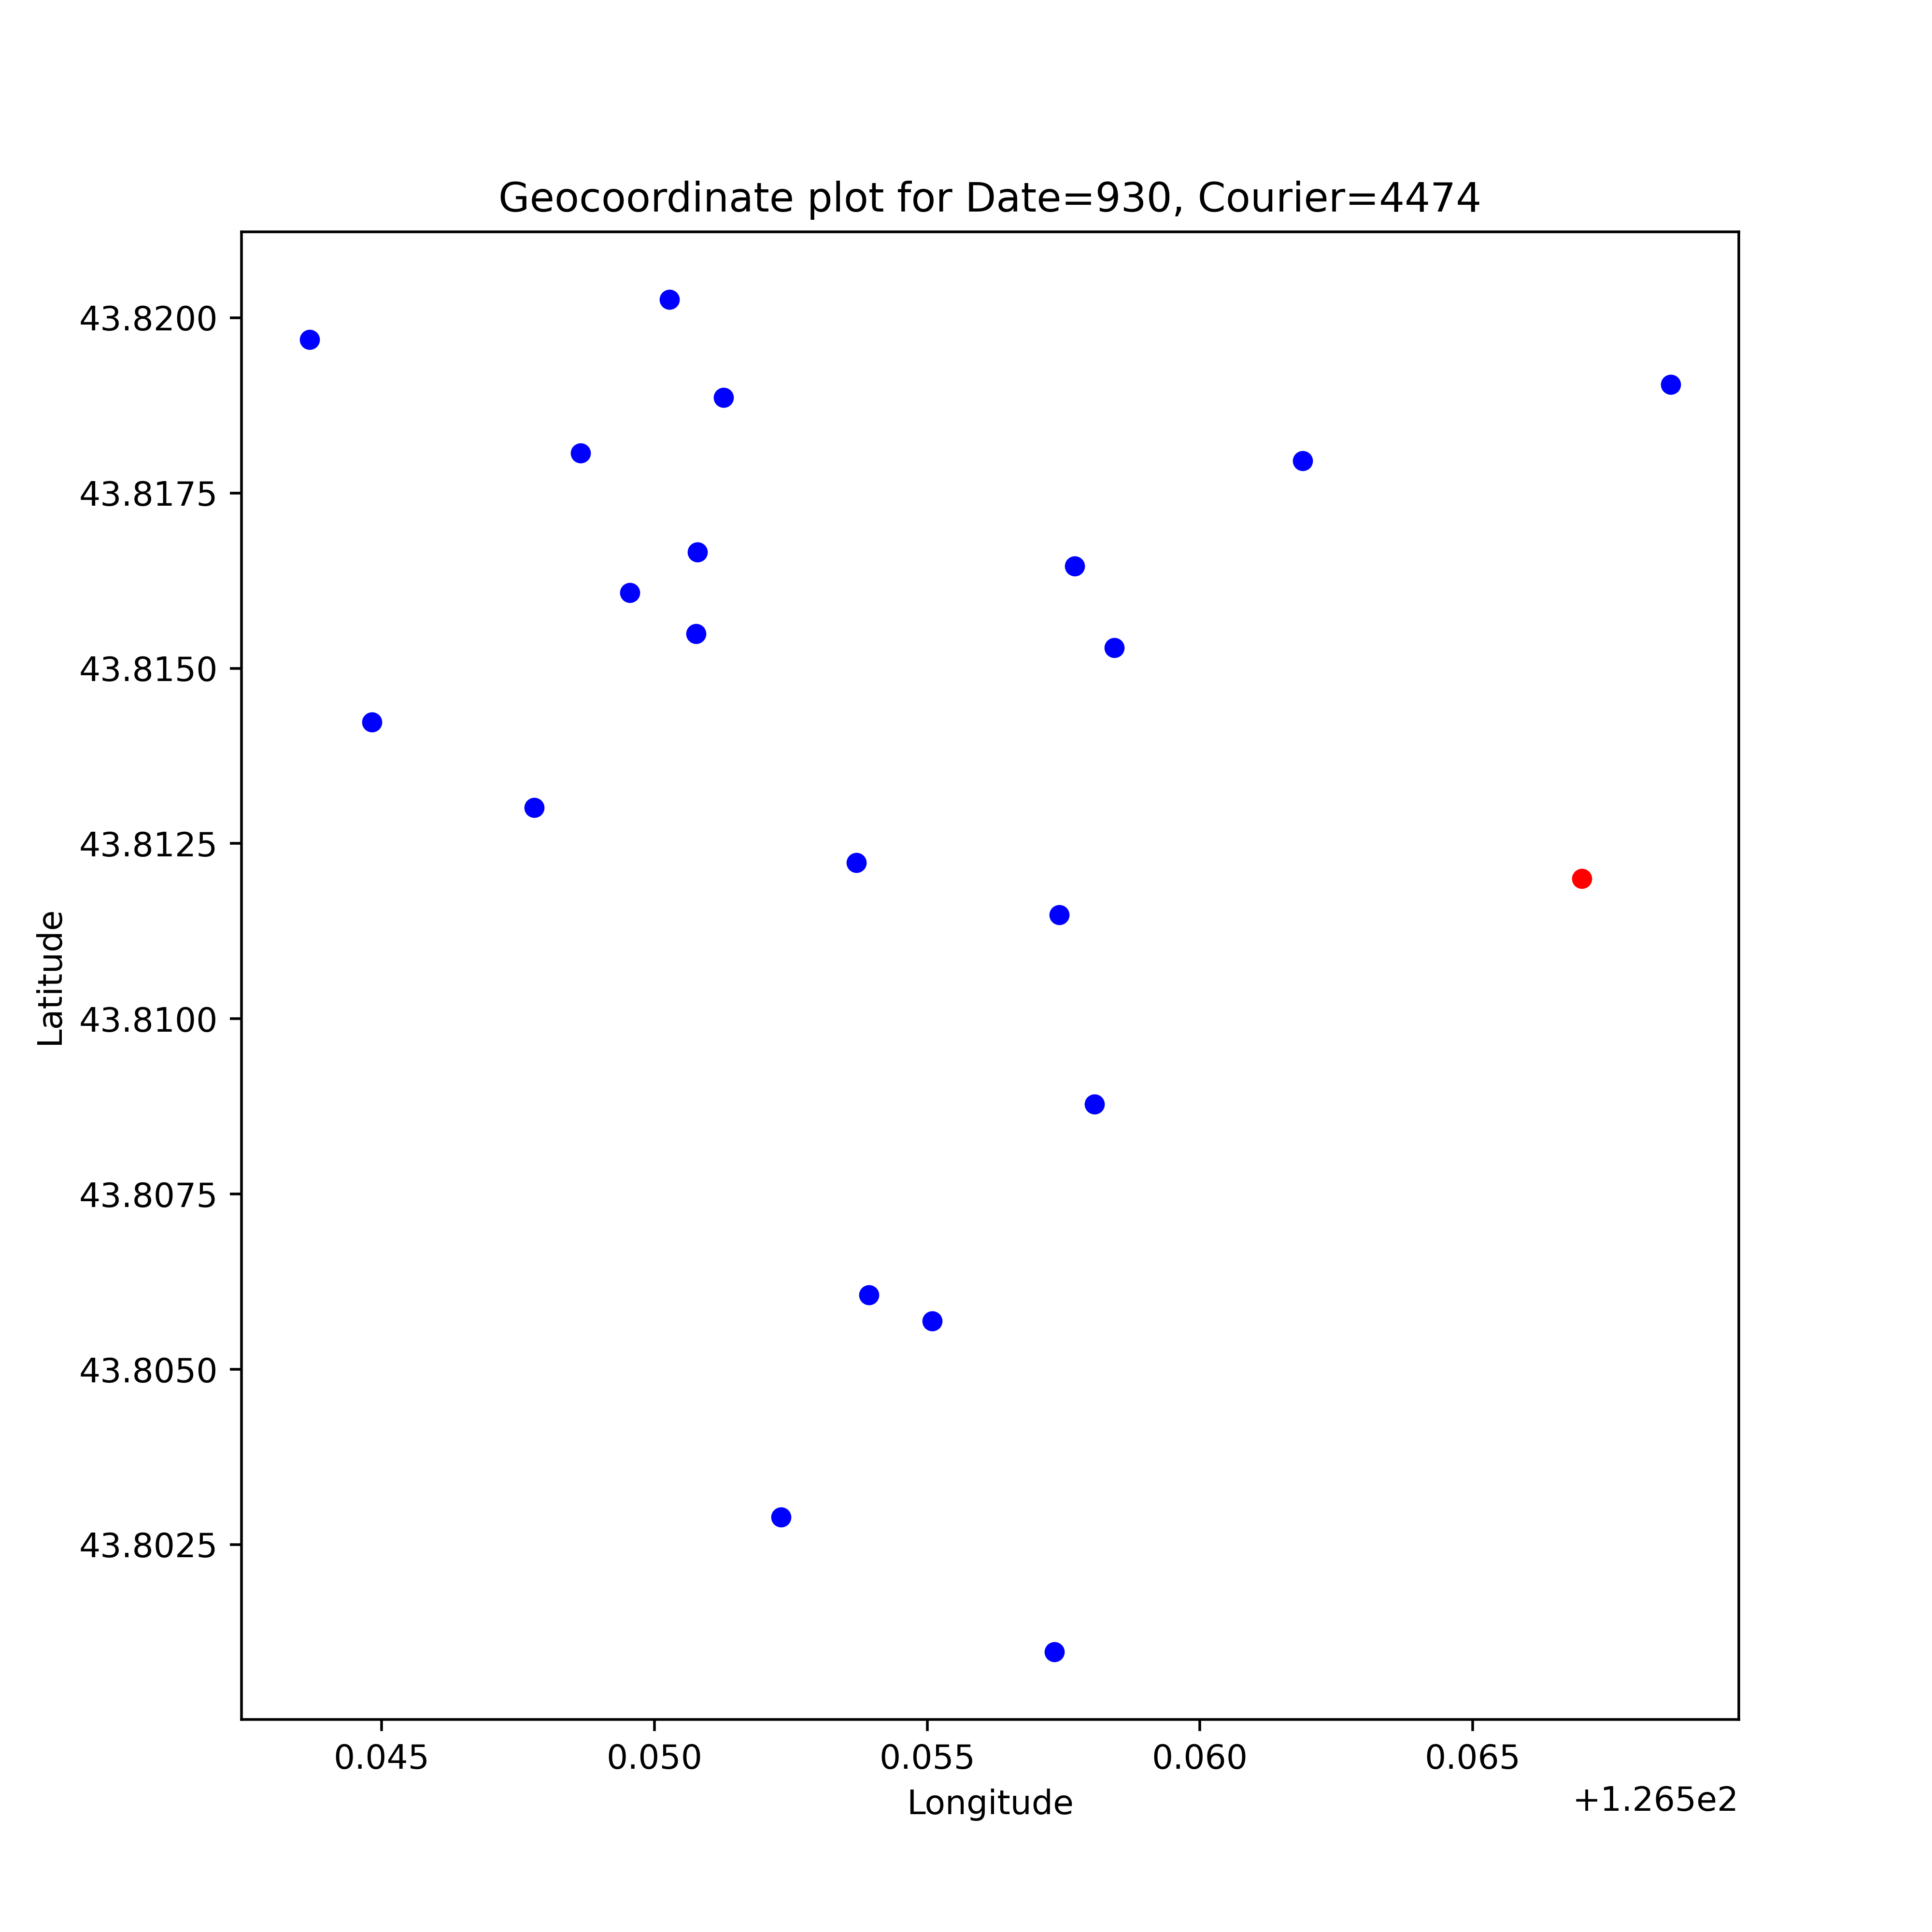 Geocoordinate plot for Date=930, Courier=4474
43.8200
43.8175
43.8150
43.8125
43.8100
43.8075
43.8050
43.8025
Latitude
0.045 0.050 0.055 0.060 0.065
Longitude
+1.265e2